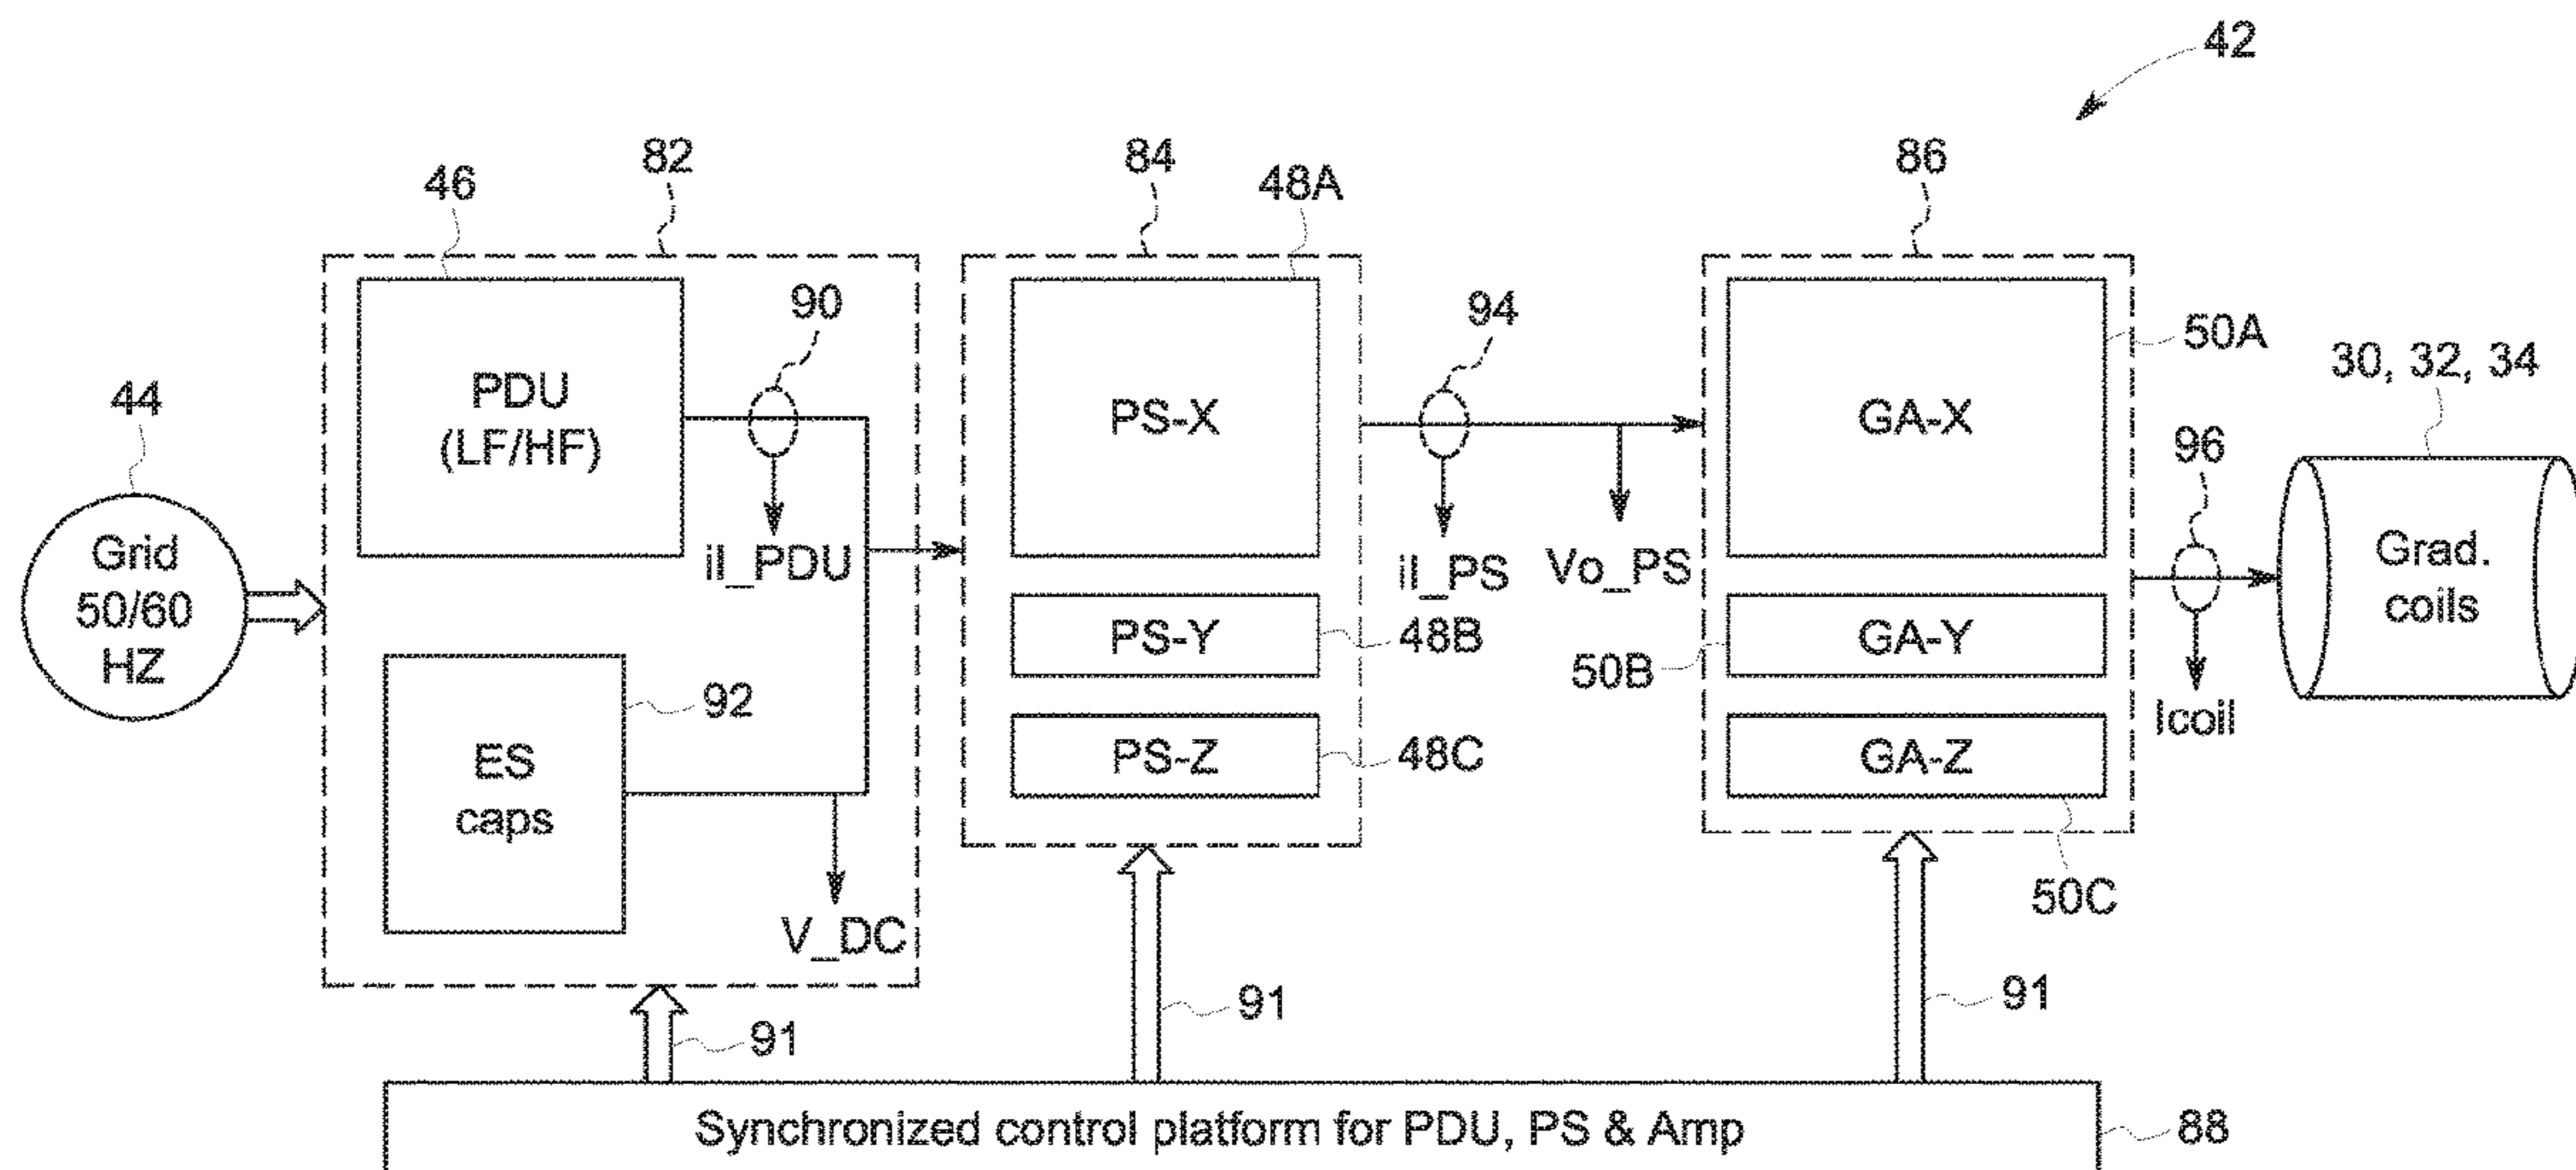 42
82
84
86
46
48A
90
94
50A
30, 32, 34
44
PDU
(LF/HF)
PS-X
GA-X
96
Grid
50/60
HZ
iI_PDU
iI_PS
Vo_PS
Grad.
coils
PS-Y
48B
GA-Y
50B
92
Icoil
ES
caps
PS-Z
48C
GA-Z
50C
V_DC
91
91
91
Synchronized control platform for PDU, PS & Amp
88